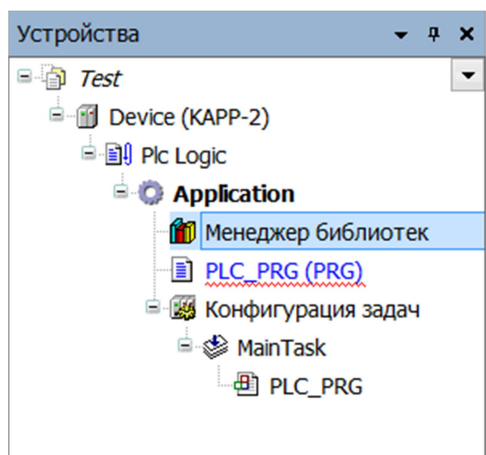 Устройства
Test
Device (KAPP-2)
Plc Logic
Application
Менеджер библиотек
PLC_PRG (PRG)
Конфигурация задач
MainTask
PLC_PRG